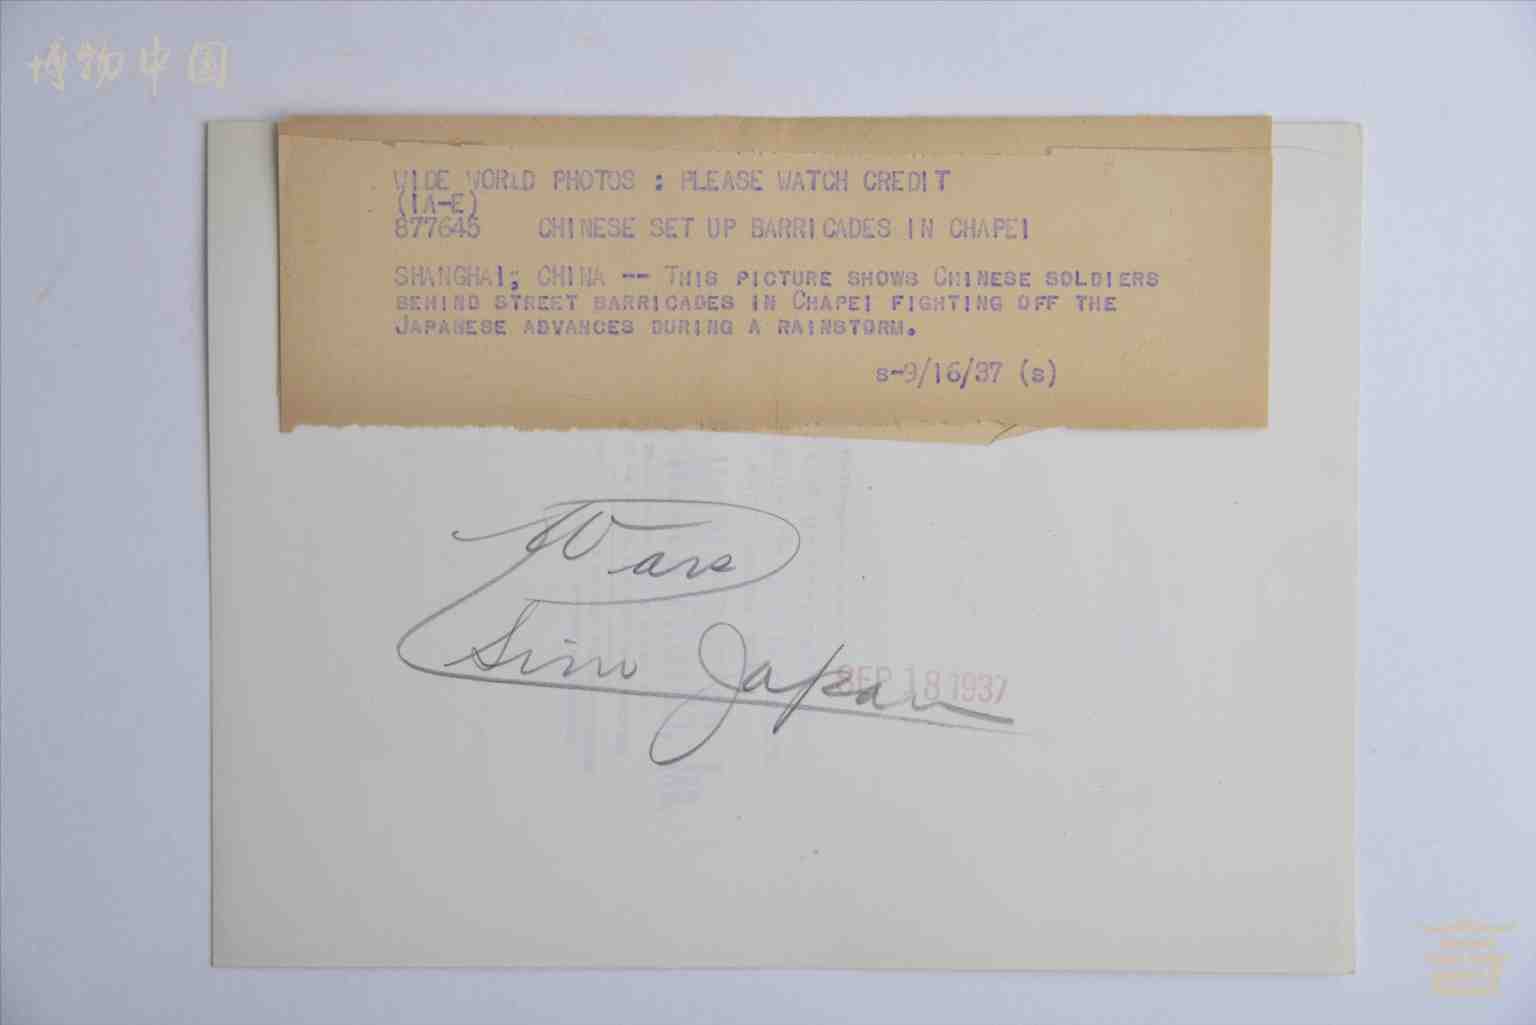 博物中国
WIDE WORLD PHOTOS : PLEASE WATCH CREDIT
(IA-E)
877645 CHINESE SET UP BARRICADES IN CHAPEI
SHANGHAI; CHINA -- THIS PICTURE SHOWS CHINESE SOLDIERS
BEHIND STREET BARRICADES IN CHAPEI FIGHTING OFF THE
JAPANESE ADVANCES DURING A RAINSTORM.
s-9/16/37 (s)
Wars
Sino Japan
SEP 18 1937